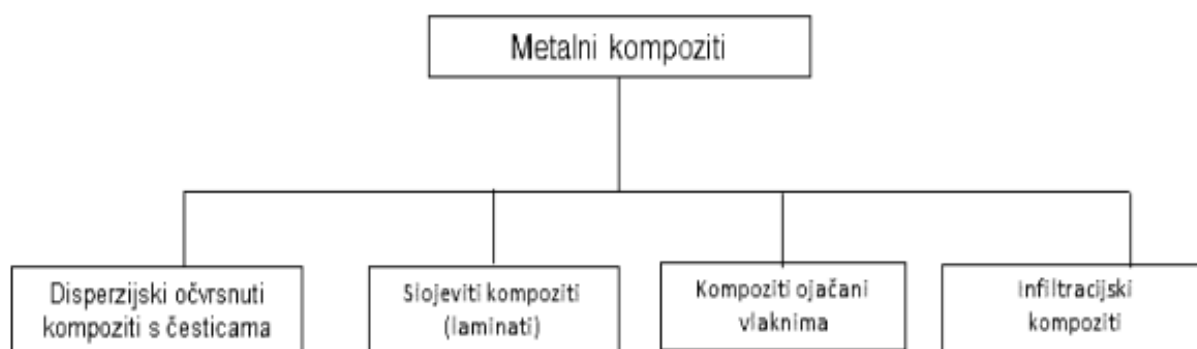 Metalni kompoziti
Disperzijski očvrsnuti
kompoziti s česticama
Slojeviti kompoziti
(laminati)
Kompoziti ojačani
vlaknima
Infiltracijski
kompoziti